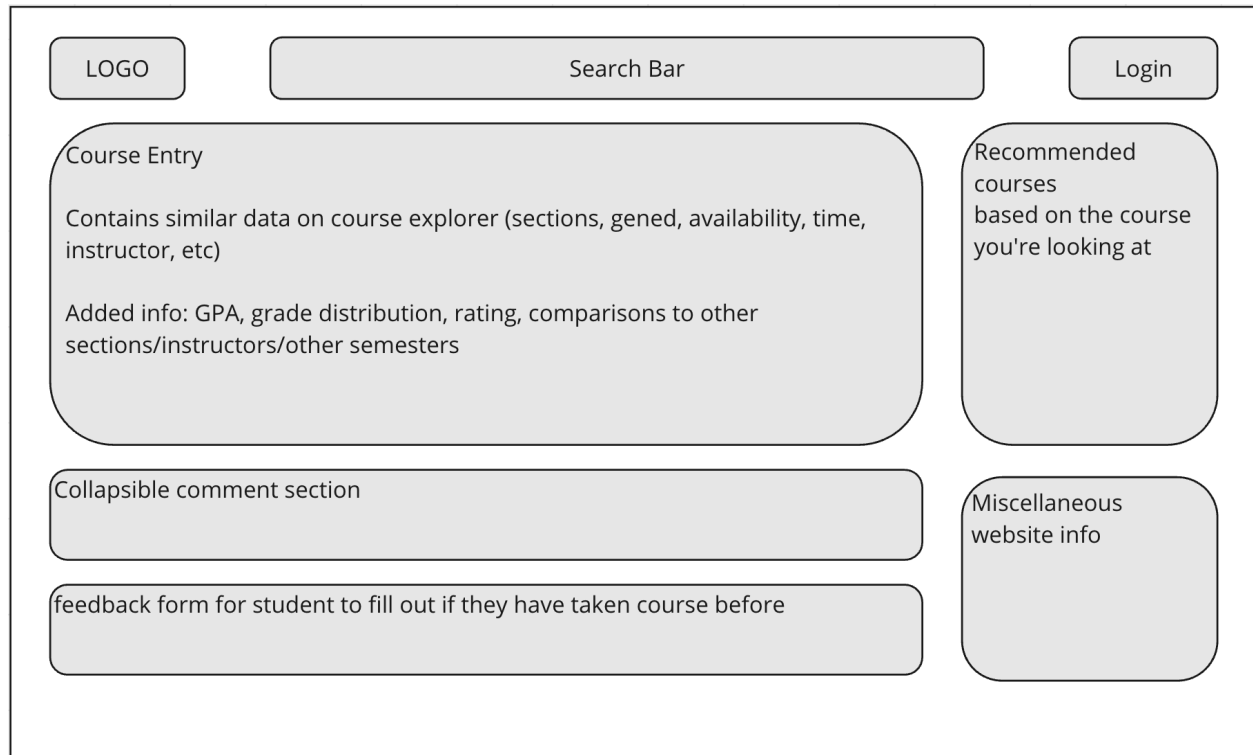 LOGO
Search Bar
Login
Course Entry
Contains similar data on course explorer (sections, gened, availability, time,
instructor, etc)
Added info: GPA, grade distribution, rating, comparisons to other
sections/instructors/other semesters
Recommended
courses
based on the course
you're looking at
Collapsible comment section
Miscellaneous
website info
feedback form for student to fill out if they have taken course before